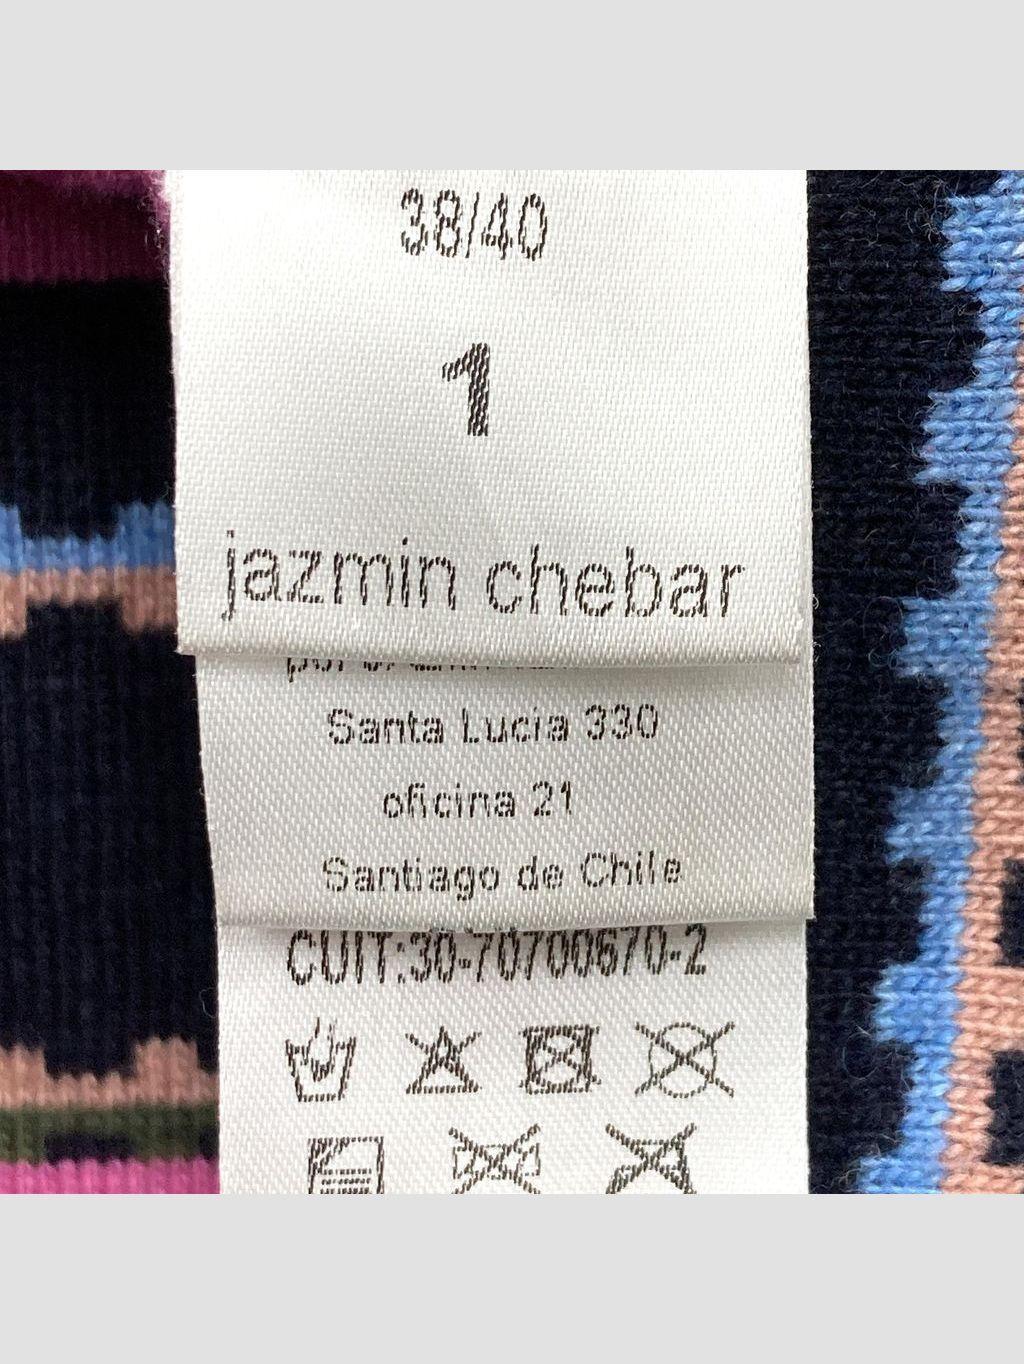 38/40
1
jazmin chebar
Santa Lucia 330
oficina 21
Santiago de Chile
CUIT:30-70700670-2